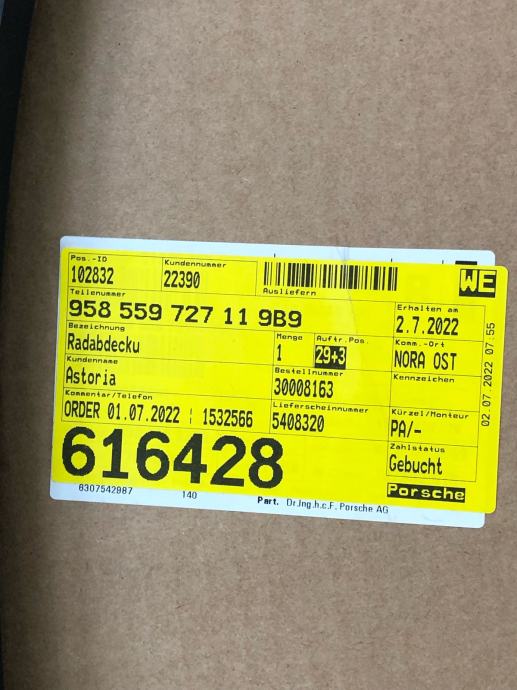 Pos.-ID Kundennummer
102832 22390
Ausliefern
WE
Teilenummer
958 559 727 11 9B9
Erhalten am
2.7.2022
Bezeichnung Menge Auftr.Pos.
Radabdecku 1 29+3
Komm.-Ort
NORA OST
Kundenname Bestellnummer Kennzeichen
Astoria 30008163
Kommentar/Telefon Lieferscheinnummer Kürzel/Monteur
ORDER 01.07.2022 ¦ 1532566 5408320 PA/-
616428
Zahlstatus
Gebucht
Porsche
02.07.2022 07:55
6307542987 140 Part. Dr.Ing.h.c.F. Porsche AG